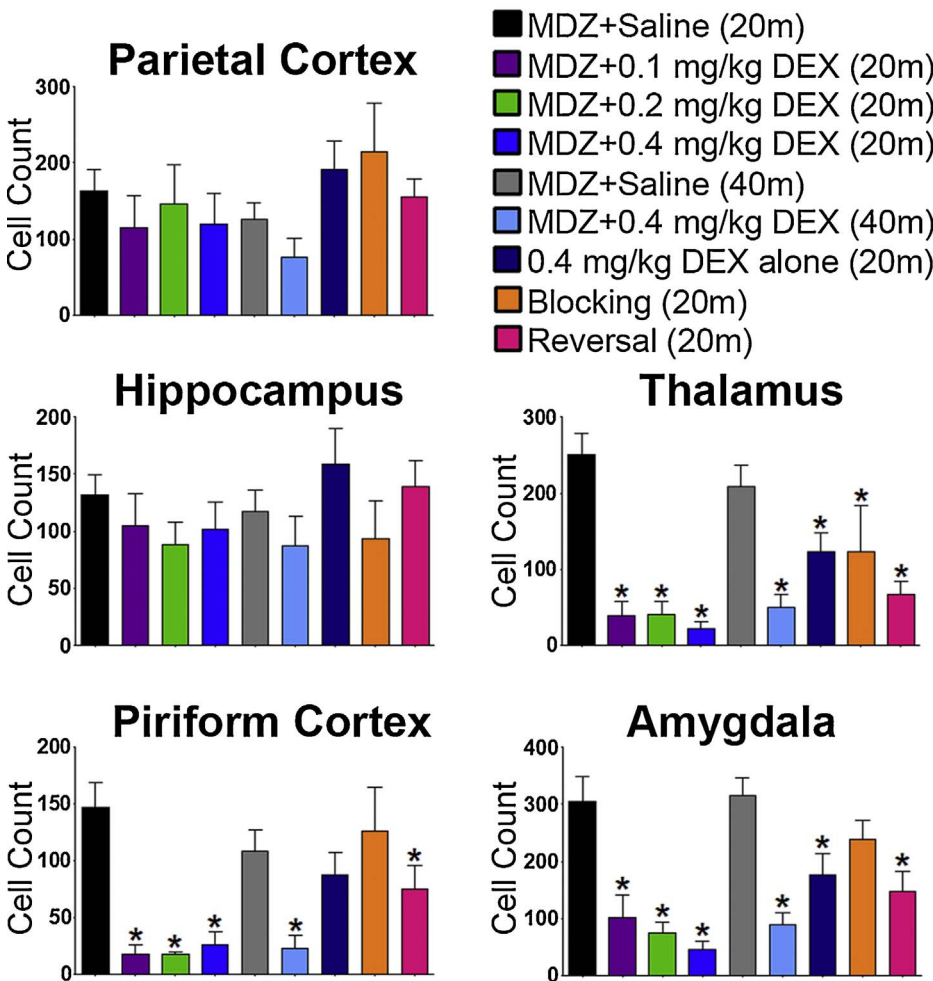 MDZ+Saline (20m)
MDZ+0.1 mg/kg DEX (20m)
MDZ+0.2 mg/kg DEX (20m)
MDZ+0.4 mg/kg DEX (20m)
MDZ+Saline (40m)
MDZ+0.4 mg/kg DEX (40m)
0.4 mg/kg DEX alone (20m)
Blocking (20m)
Reversal (20m)
Parietal Cortex
Cell Count
300
200
100
0
Hippocampus
Cell Count
200
150
100
50
0
Thalamus
Cell Count
300
200
100
0
* * * * * * *
Piriform Cortex
Cell Count
200
150
100
50
0
* * * * *
Amygdala
Cell Count
400
300
200
100
0
* * * * * *